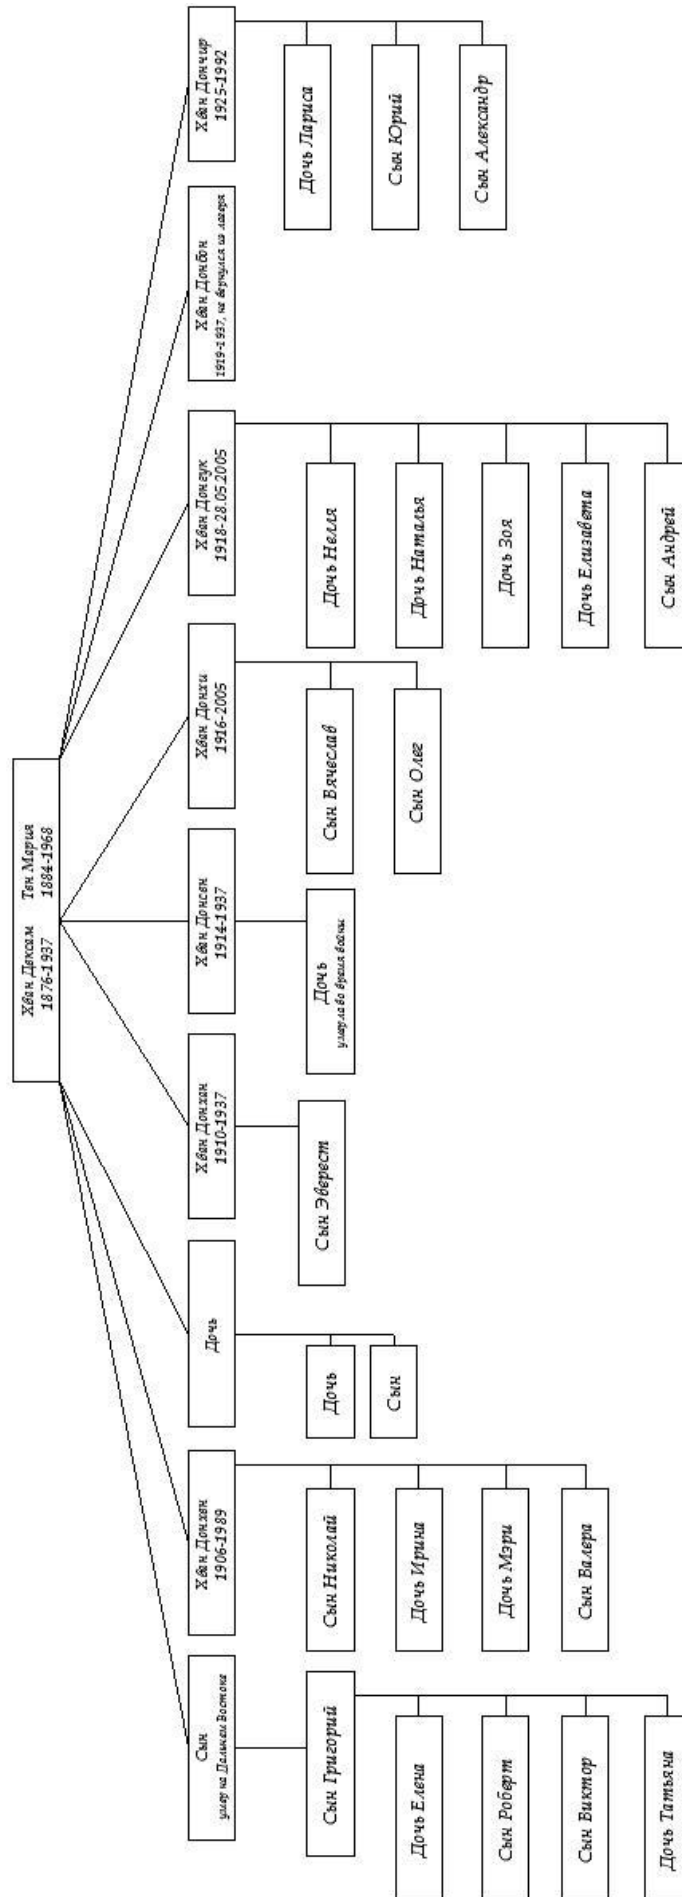 Хван Дексам Тен Мария
1876-1937 1884-1968
Сын
умер на Дальнем Востоке
Сын Григорий
Дочь Елена
Сын Роберт
Сын Виктор
Дочь Татьяна
Хван Донхен
1906-1989
Сын Николай
Дочь Ирина
Дочь Мэри
Сын Валера
Дочь
Дочь
Сын
Хван Донхан
1910-1937
Сын Эверест
Хван Донсен
1914-1937
Дочь
умерла во время войны
Хван Донхи
1916-2005
Сын Вячеслав
Сын Олег
Хван Донгук
1918-28.05.2005
Дочь Нелля
Дочь Наталья
Дочь Зоя
Дочь Елизавета
Сын Андрей
Хван Донбон
1919-1937, не вернулся из лагеря
Хван Дончир
1925-1992
Дочь Лариса
Сын Юрий
Сын Александр